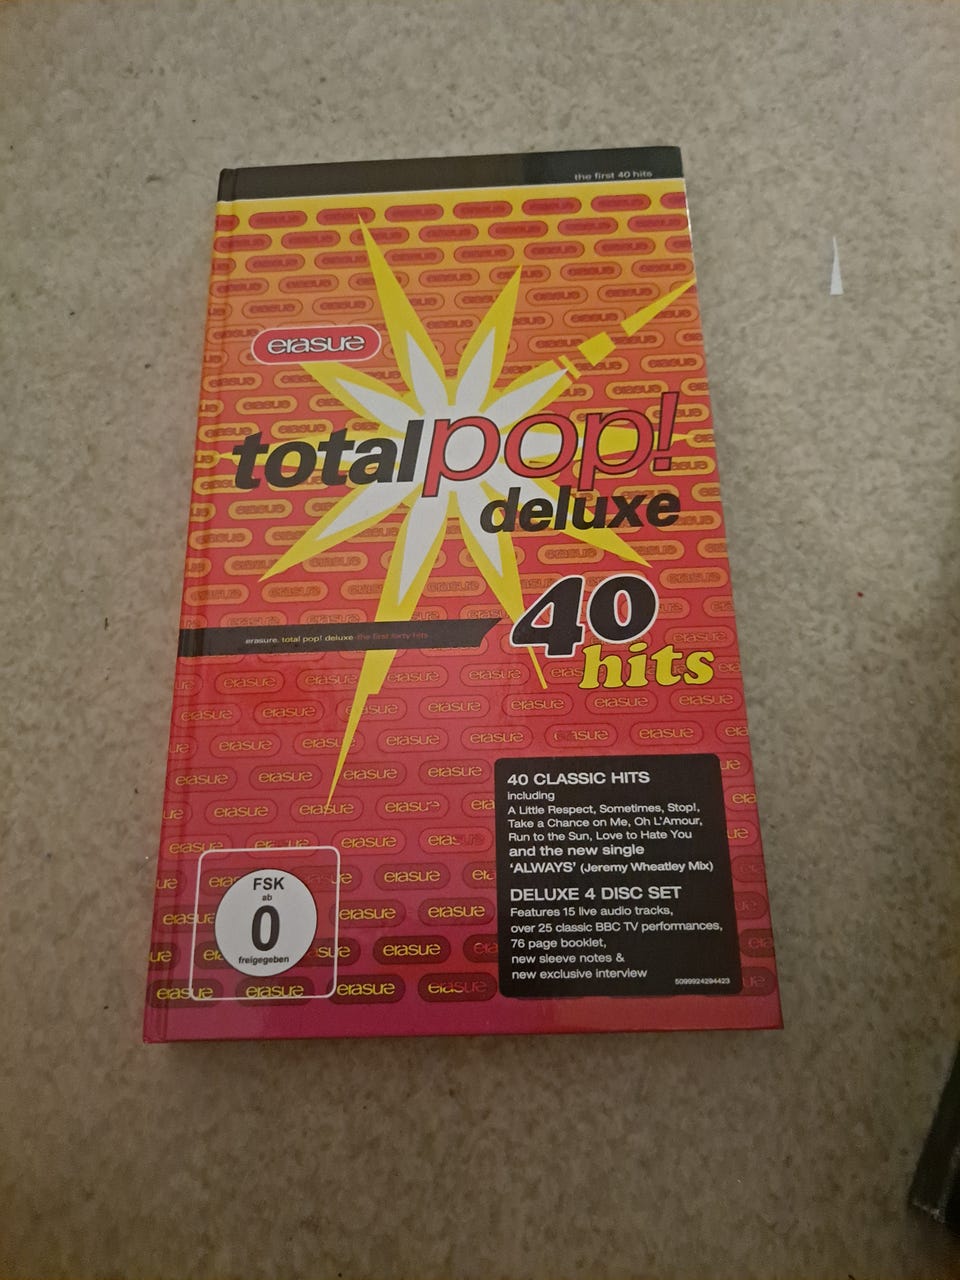 the first 40 hits
erasure
totalpop!
deluxe
40
hits
erasure. total pop! deluxe the first forty hits
40 CLASSIC HITS
including
A Little Respect, Sometimes, Stop!,
Take a Chance on Me, Oh L'Amour,
Run to the Sun, Love to Hate You
and the new single
‘ALWAYS’ (Jeremy Wheatley Mix)
DELUXE 4 DISC SET
Features 15 live audio tracks,
over 25 classic BBC TV performances,
76 page booklet,
new sleeve notes &
new exclusive interview
5099924294423
FSK
ab
0
freigegeben